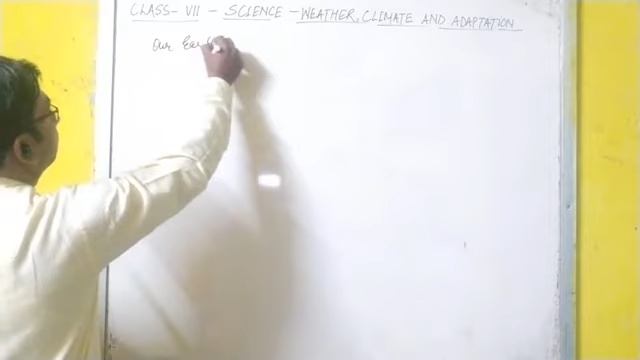 CLASS- VII - SCIENCE - WEATHER, CLIMATE AND ADAPTATION
Our